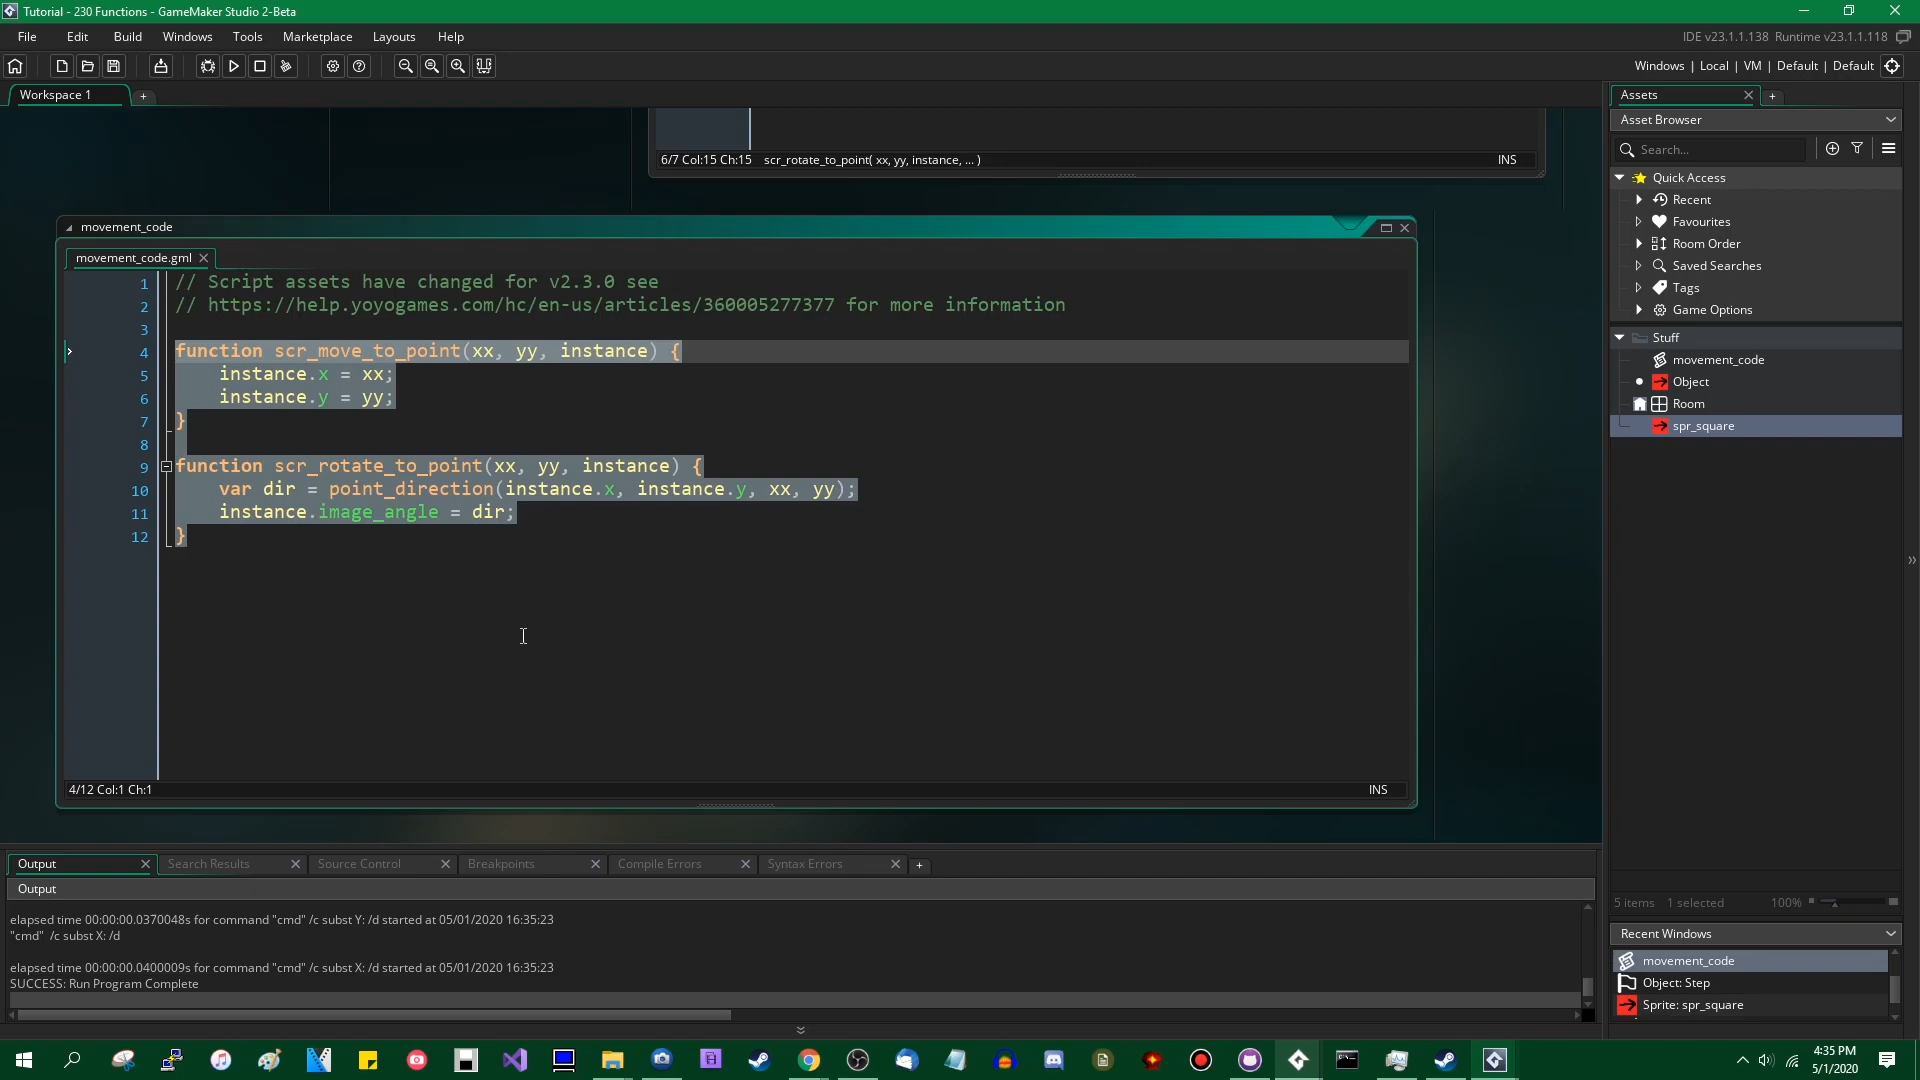 Tutorial - 230 Functions - GameMaker Studio 2-Beta
File Edit Build Windows Tools Marketplace Layouts Help
IDE v23.1.1.138 Runtime v23.1.1.118
Windows | Local | VM | Default | Default
Workspace 1
6/7 Col:15 Ch:15 scr_rotate_to_point( xx, yy, instance, ... ) INS
movement_code
movement_code.gml
1 // Script assets have changed for v2.3.0 see
2 // https://help.yoyogames.com/hc/en-us/articles/360005277377 for more information
3
4 function scr_move_to_point(xx, yy, instance) {
5 instance.x = xx;
6 instance.y = yy;
7 }
8
9 function scr_rotate_to_point(xx, yy, instance) {
10 var dir = point_direction(instance.x, instance.y, xx, yy);
11 instance.image_angle = dir;
12 }
4/12 Col:1 Ch:1 INS
Output Search Results Source Control Breakpoints Compile Errors Syntax Errors
Output
elapsed time 00:00:00.0370048s for command "cmd" /c subst Y: /d started at 05/01/2020 16:35:23
"cmd" /c subst X: /d
elapsed time 00:00:00.0400009s for command "cmd" /c subst X: /d started at 05/01/2020 16:35:23
SUCCESS: Run Program Complete
Assets
Asset Browser
Search...
Quick Access
Recent
Favourites
Room Order
Saved Searches
Tags
Game Options
Stuff
movement_code
Object
Room
spr_square
5 items 1 selected 100%
Recent Windows
movement_code
Object: Step
Sprite: spr_square
4:35 PM
5/1/2020